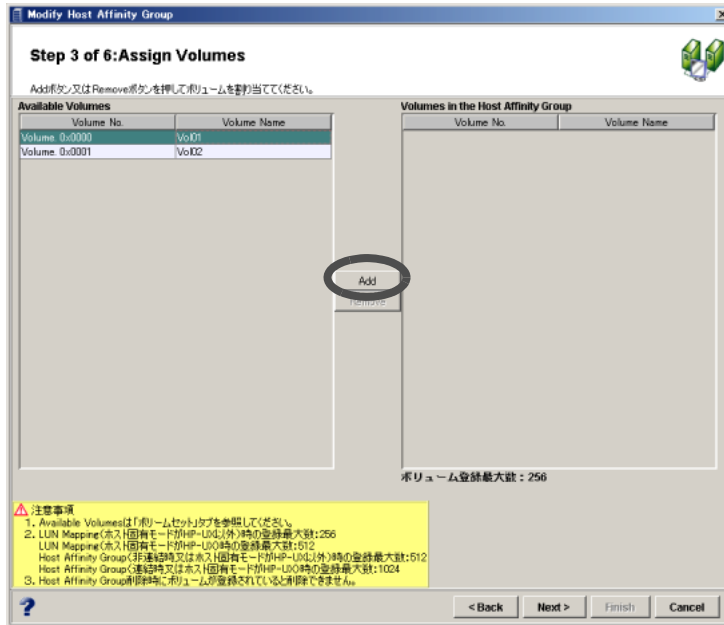 Modify Host Affinity Group
Step 3 of 6:Assign Volumes
Addボタン又はRemoveボタンを押してボリュームを割り当ててください。
Available Volumes
Volume No. Volume Name
Volume. 0x0000 Vol01
Volume. 0x0001 Vol02
Add
Remove
Volumes in the Host Affinity Group
Volume No. Volume Name
ボリューム登録最大数：256
注意事項
1. Available Volumesは「ボリュームセット」タブを参照してください。
2. LUN Mapping(ホスト固有モードがHP-UX以外)時の登録最大数:256
LUN Mapping(ホスト固有モードがHP-UX)時の登録最大数:512
Host Affinity Group(非連結時又はホスト固有モードがHP-UX以外)時の登録最大数:512
Host Affinity Group(連結時又はホスト固有モードがHP-UX)時の登録最大数:1024
3. Host Affinity Group削除時にボリュームが登録されていると削除できません。
?
< Back Next > Finish Cancel